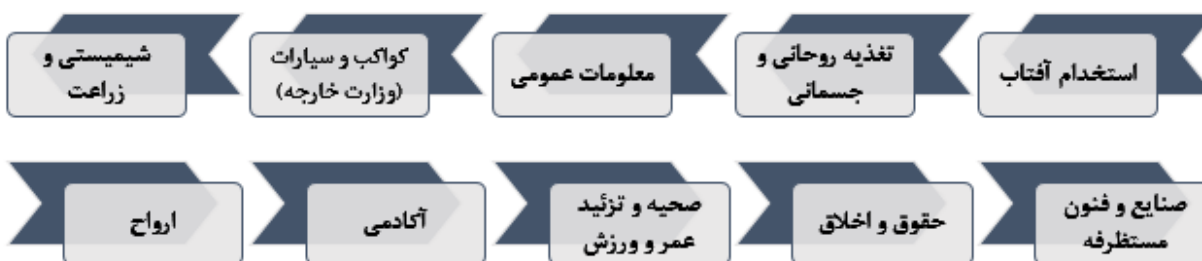 استخدام آفتاب
تغذیه روحانی و
جسمانی
معلومات عمومی
کواکب و سیارات
(وزارت خارجه)
شیمیستی و
زراعت
صنایع و فنون
مستظرفه
حقوق و اخلاق
صحیه و تزئید
عمر و ورزش
آکادمی
ارواح